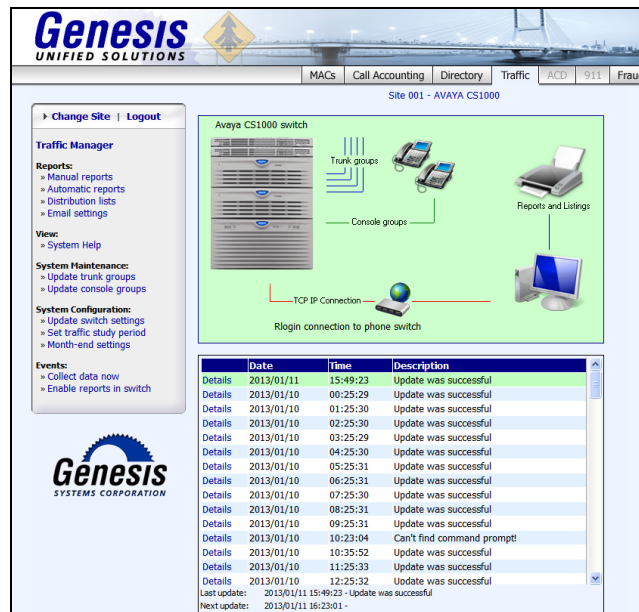 Genesis
UNIFIED SOLUTIONS
MACs Call Accounting Directory Traffic ACD 911 Frau
Site 001 - AVAYA CS1000
Change Site | Logout
Traffic Manager
Reports:
» Manual reports
» Automatic reports
» Distribution lists
» Email settings
View:
» System Help
System Maintenance:
» Update trunk groups
» Update console groups
System Configuration:
» Update switch settings
» Set traffic study period
» Month-end settings
Events:
» Collect data now
» Enable reports in switch
Genesis
SYSTEMS CORPORATION
Avaya CS1000 switch
Trunk groups
Console groups
Reports and Listings
TCP IP Connection
Rlogin connection to phone switch
Date Time Description
Details 2013/01/11 15:49:23 Update was successful
Details 2013/01/10 00:25:29 Update was successful
Details 2013/01/10 01:25:30 Update was successful
Details 2013/01/10 02:25:30 Update was successful
Details 2013/01/10 03:25:29 Update was successful
Details 2013/01/10 04:25:30 Update was successful
Details 2013/01/10 05:25:31 Update was successful
Details 2013/01/10 06:25:31 Update was successful
Details 2013/01/10 07:25:30 Update was successful
Details 2013/01/10 08:25:31 Update was successful
Details 2013/01/10 09:25:31 Update was successful
Details 2013/01/10 10:23:04 Can't find command prompt!
Details 2013/01/10 10:35:52 Update was successful
Details 2013/01/10 11:25:33 Update was successful
Details 2013/01/10 12:25:32 Update was successful
Last update: 2013/01/11 15:49:23 - Update was successful
Next update: 2013/01/11 16:23:01 -